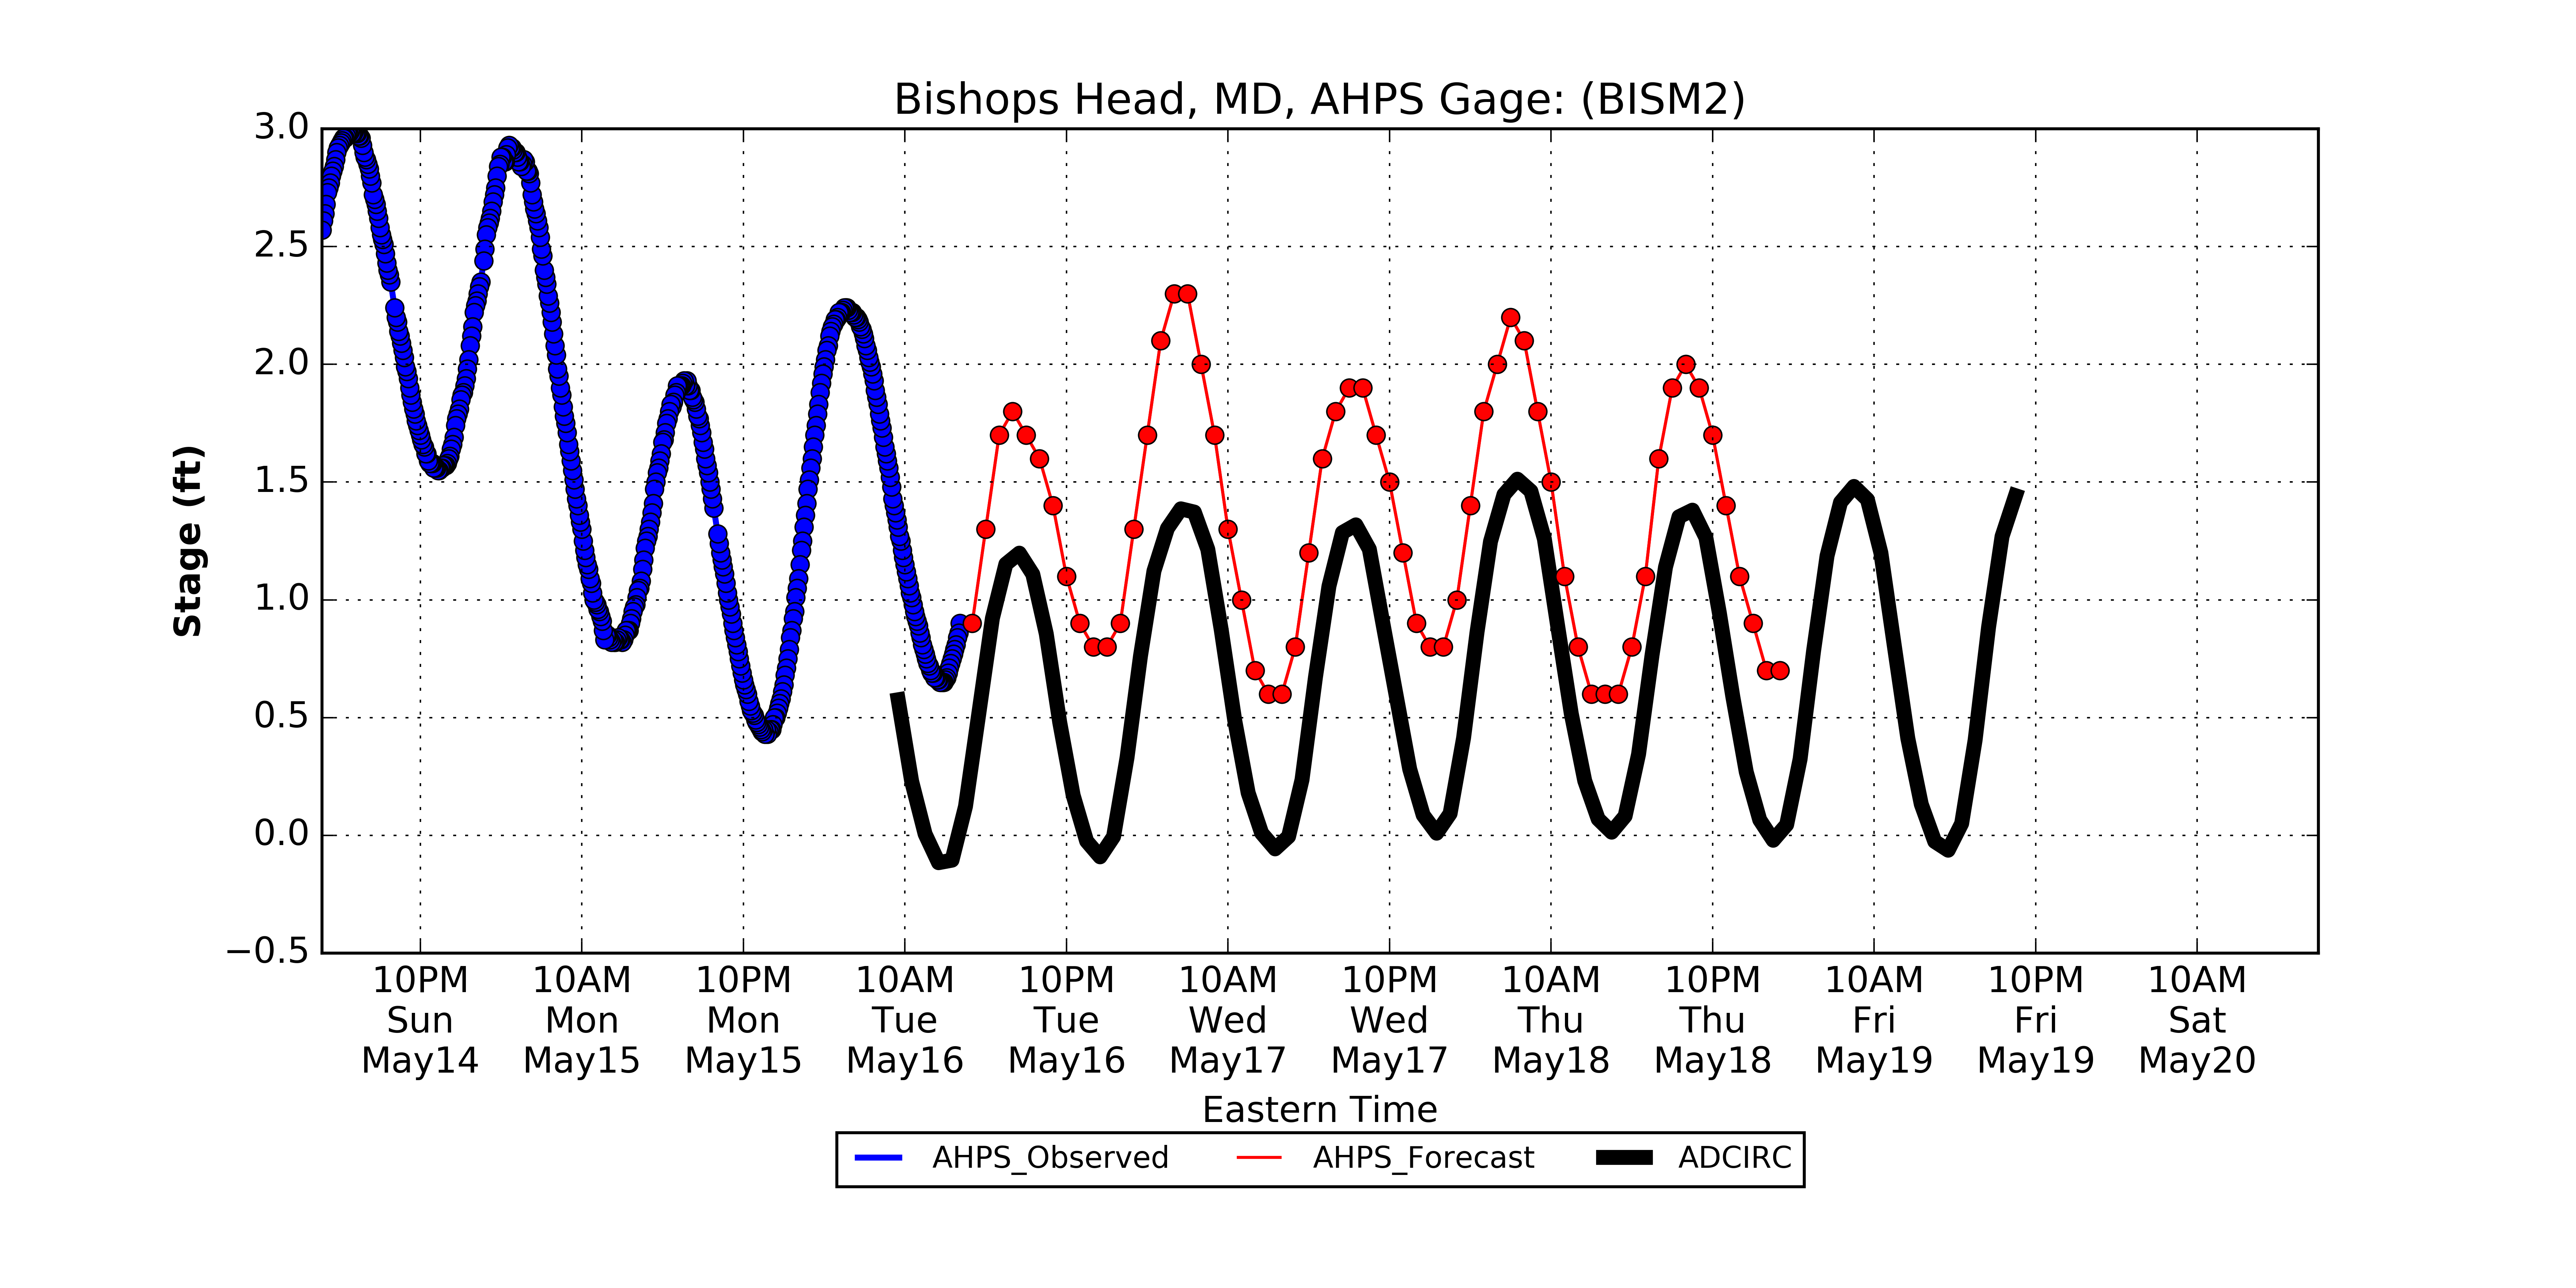 Bishops Head, MD, AHPS Gage: (BISM2)
3.0
2.5
2.0
1.5
1.0
0.5
0.0
−0.5
Stage (ft)
10PM 10AM 10PM 10AM 10PM 10AM 10PM 10AM 10PM 10AM 10PM 10AM
Sun Mon Mon Tue Tue Wed Wed Thu Thu Fri Fri Sat
May14 May15 May15 May16 May16 May17 May17 May18 May18 May19 May19 May20
Eastern Time
AHPS_Observed AHPS_Forecast ADCIRC